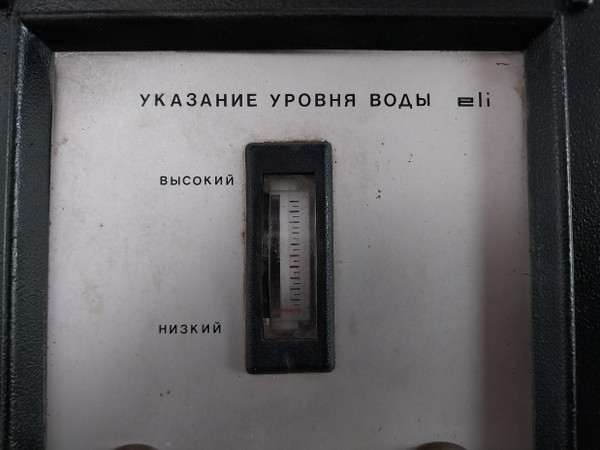 УКАЗАНИЕ УРОВНЯ ВОДЫ eli
ВЫСОКИЙ
НИЗКИЙ